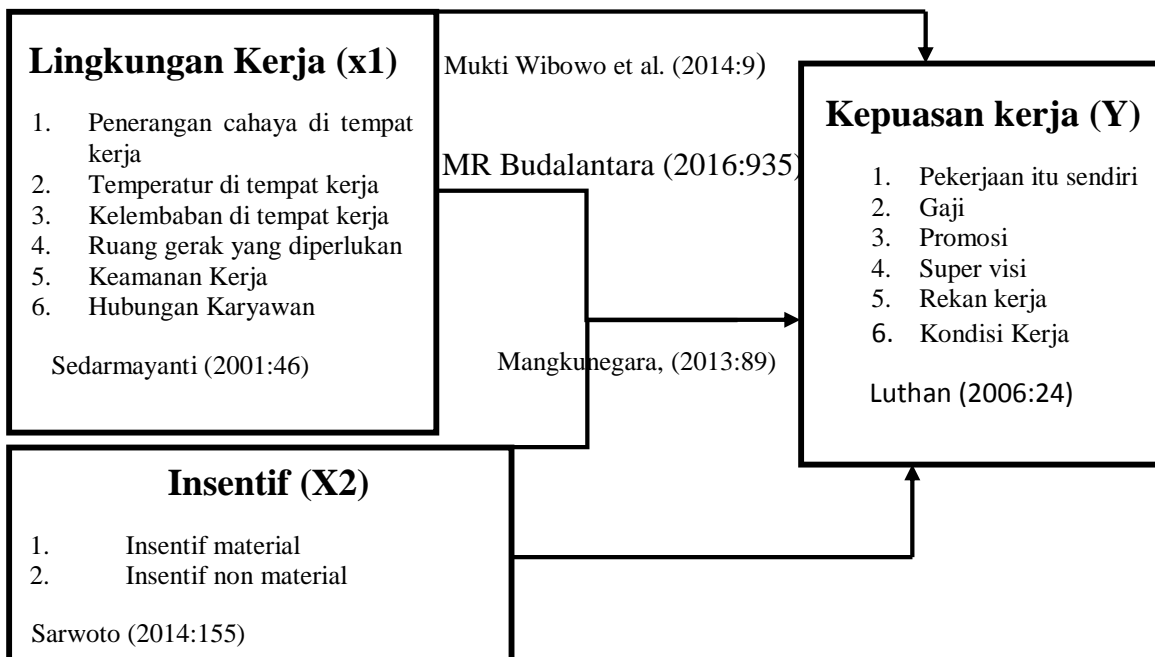 Lingkungan Kerja (x1)
1. Penerangan cahaya di tempat
kerja
2. Temperatur di tempat kerja
3. Kelembaban di tempat kerja
4. Ruang gerak yang diperlukan
5. Keamanan Kerja
6. Hubungan Karyawan
Sedarmayanti (2001:46)
Mukti Wibowo et al. (2014:9)
MR Budalantara (2016:935)
Mangkunegara, (2013:89)
Kepuasan kerja (Y)
1. Pekerjaan itu sendiri
2. Gaji
3. Promosi
4. Super visi
5. Rekan kerja
6. Kondisi Kerja
Luthan (2006:24)
Insentif (X2)
1. Insentif material
2. Insentif non material
Sarwoto (2014:155)